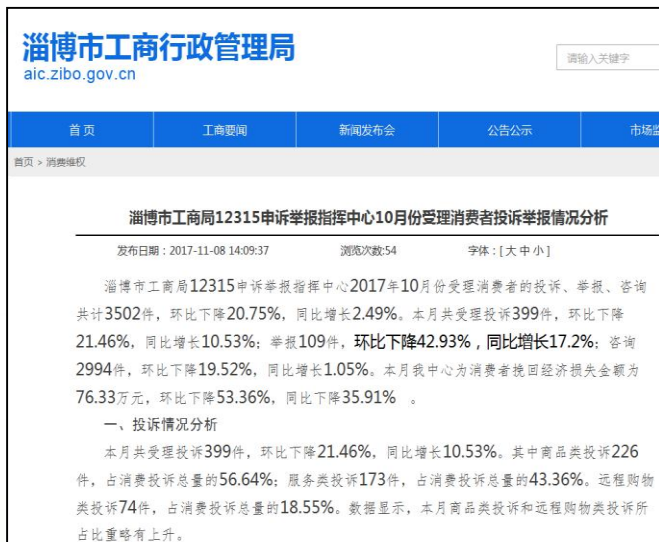 淄博市工商行政管理局
aic.zibo.gov.cn
请输入关键字
首页 工商要闻 新闻发布会 公告公示 市场监
首页 > 消费维权
淄博市工商局12315申诉举报指挥中心10月份受理消费者投诉举报情况分析
发布日期：2017-11-08 14:09:37 浏览次数:54 字体：[ 大 中 小 ]
淄博市工商局12315申诉举报指挥中心2017年10月份受理消费者的投诉、举报、咨询
共计3502件，环比下降20.75%，同比增长2.49%。本月共受理投诉399件，环比下降
21.46%，同比增长10.53%；举报109件，环比下降42.93%，同比增长17.2%；咨询
2994件，环比下降19.52%，同比增长1.05%。本月我中心为消费者挽回经济损失金额为
76.33万元，环比下降53.36%，同比下降35.91% 。
一、投诉情况分析
本月共受理投诉399件，环比下降21.46%，同比增长10.53%。其中商品类投诉226
件，占消费投诉总量的56.64%；服务类投诉173件，占消费投诉总量的43.36%。远程购物
类投诉74件，占消费投诉总量的18.55%。数据显示，本月商品类投诉和远程购物类投诉所
占比重略有上升。